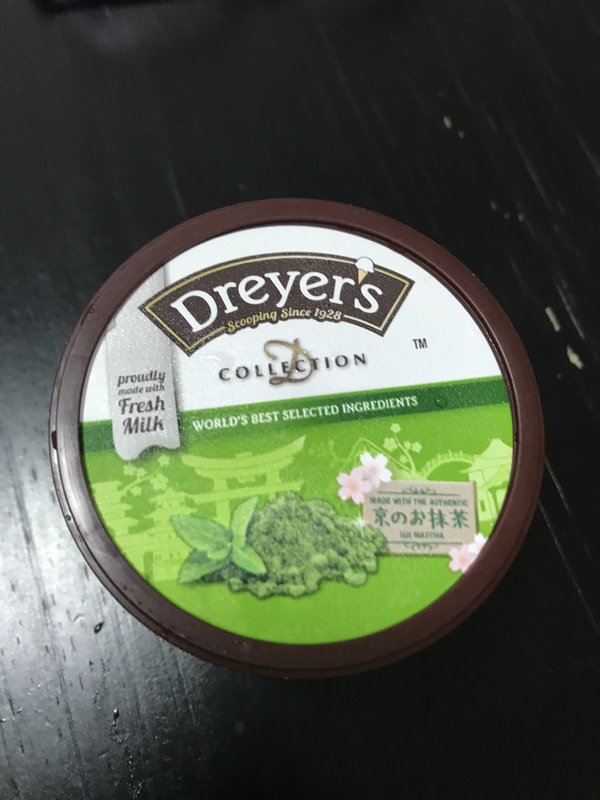 Dreyer's
Scooping Since 1928
D
COLLECTION
TM
proudly
made with
Fresh
Milk
WORLD'S BEST SELECTED INGREDIENTS
MADE WITH THE AUTHENTIC
京のお抹茶
UJI MATCHA